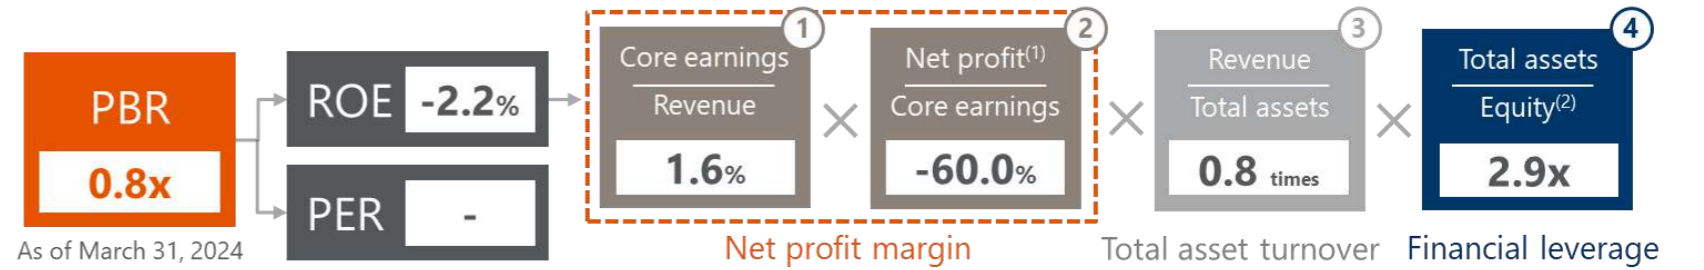 PBR
0.8x
As of March 31, 2024
ROE -2.2%
PER -
1
Core earnings
Revenue
1.6%
×
2
Net profit(1)
Core earnings
-60.0%
Net profit margin
×
3
Revenue
Total assets
0.8 times
Total asset turnover
×
4
Total assets
Equity(2)
2.9x
Financial leverage